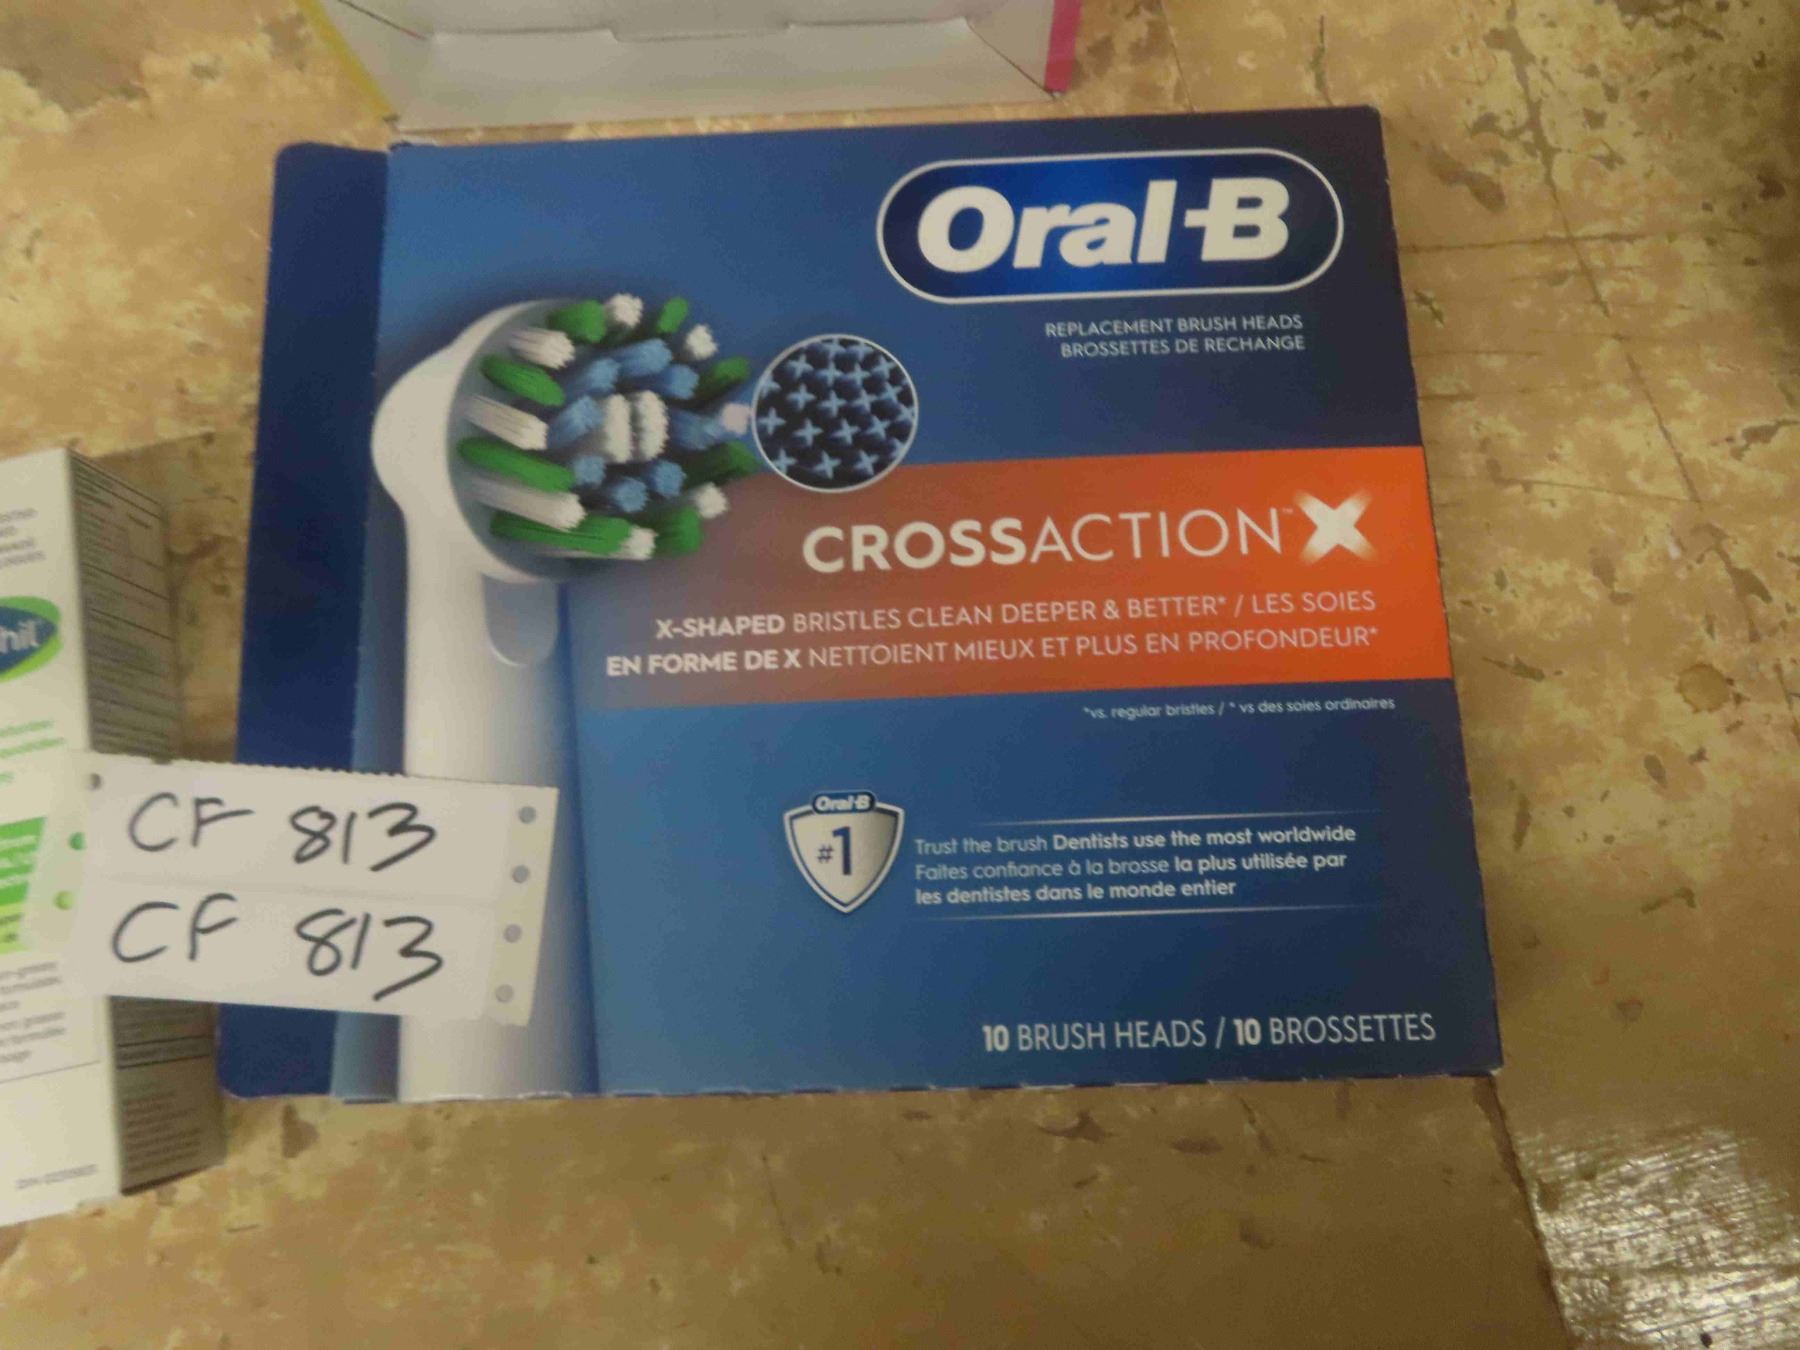 Oral-B
REPLACEMENT BRUSH HEADS
BROSSETTES DE RECHANGE
CROSSACTION™ X
X-SHAPED BRISTLES CLEAN DEEPER & BETTER* / LES SOIES
EN FORME DE X NETTOIENT MIEUX ET PLUS EN PROFONDEUR*
*vs. regular bristles / * vs des soies ordinaires
Oral-B
#1
Trust the brush Dentists use the most worldwide
Faites confiance à la brosse la plus utilisée par
les dentistes dans le monde entier
10 BRUSH HEADS / 10 BROSSETTES
CF 813
CF 813